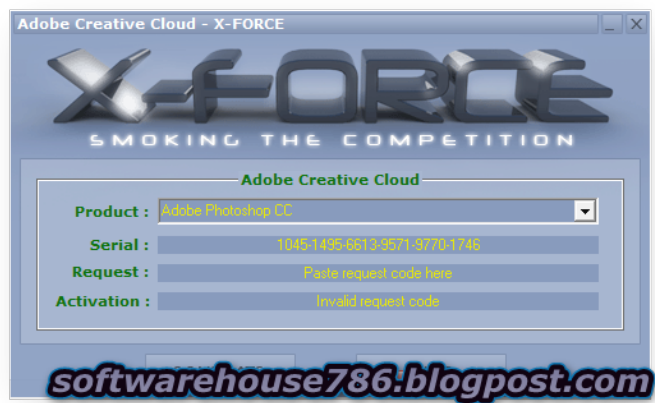 Adobe Creative Cloud - X-FORCE
X-FORCE
SMOKING THE COMPETITION
Adobe Creative Cloud
Product : Adobe Photoshop CC
Serial : 1045-1495-6613-9571-9770-1746
Request : Paste request code here
Activation : Invalid request code
softwarehouse786.blogpost.com